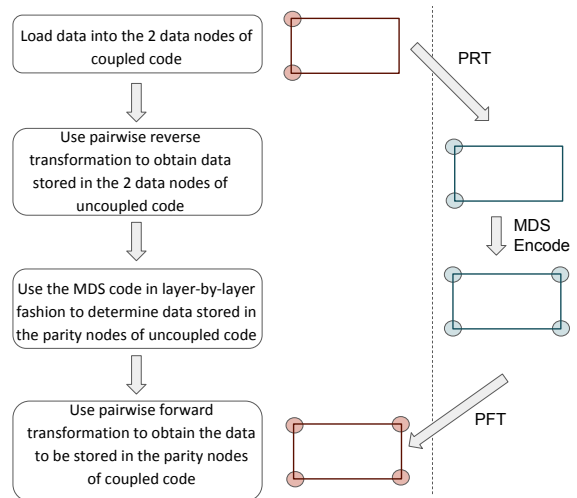 Load data into the 2 data nodes of
coupled code
PRT
Use pairwise reverse
transformation to obtain data
stored in the 2 data nodes of
uncoupled code
MDS
Encode
Use the MDS code in layer-by-layer
fashion to determine data stored in
the parity nodes of uncoupled code
Use pairwise forward
transformation to obtain the data
to be stored in the parity nodes
of coupled code
PFT